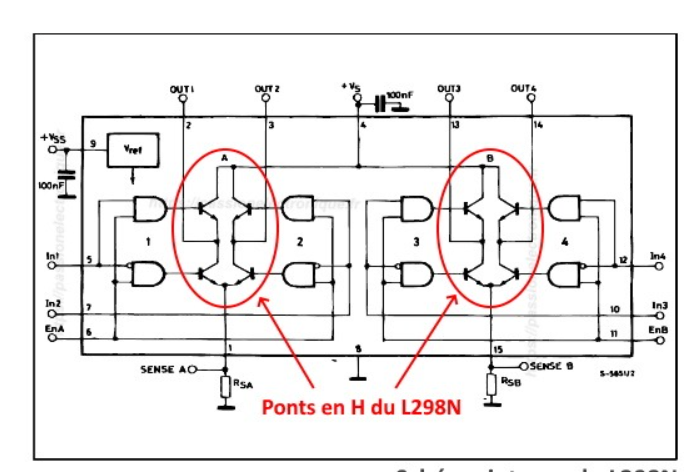 OUT1 OUT2 +VS 100nF OUT3 OUT4
2 3 4 13 14
+VSS 9 Vref A B
100nF
1 2 3 4
In1 5 12 In4
In2 7 10 In3
EnA 6 11 EnB
1 8 15
SENSE A SENSE B S-5851/2
RSA RSB
Ponts en H du L298N